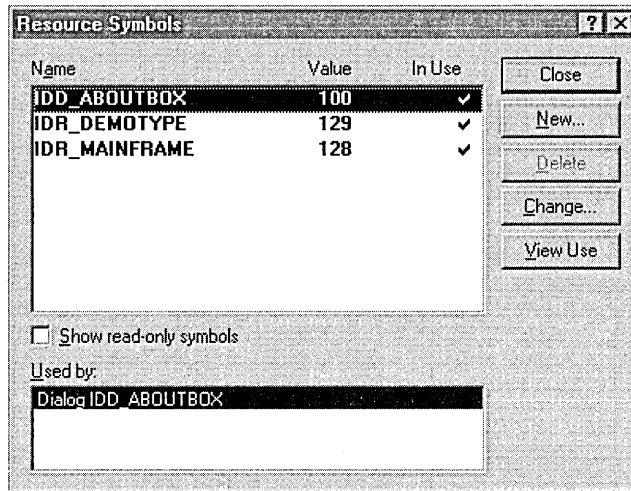 Resource Symbols
Name Value In Use
IDD_ABOUTBOX 100 ✔
IDR_DEMOTYPE 129 ✔
IDR_MAINFRAME 128 ✔
Close
New...
Delete
Change...
View Use
Show read-only symbols
Used by:
Dialog IDD_ABOUTBOX